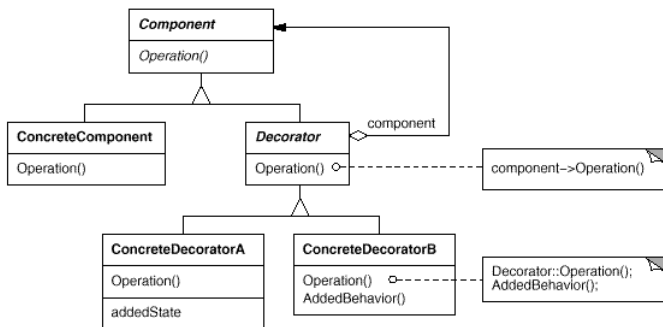 Component
Operation()
component
ConcreteComponent
Operation()
Decorator
Operation()
component->Operation()
ConcreteDecoratorA
Operation()
addedState
ConcreteDecoratorB
Operation()
AddedBehavior()
Decorator::Operation();
AddedBehavior();